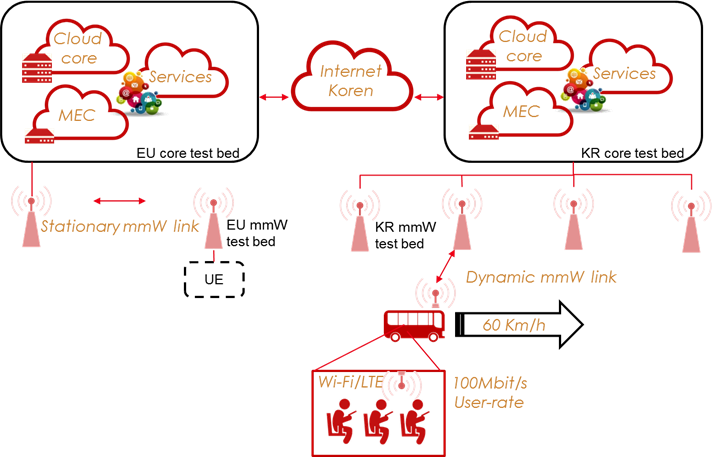 Cloud
core
Services
MEC
EU core test bed
Internet
Koren
Cloud
core
Services
MEC
KR core test bed
Stationary mmW link
EU mmW
test bed
UE
KR mmW
test bed
Dynamic mmW link
60 Km/h
Wi-Fi/LTE
100Mbit/s
User-rate